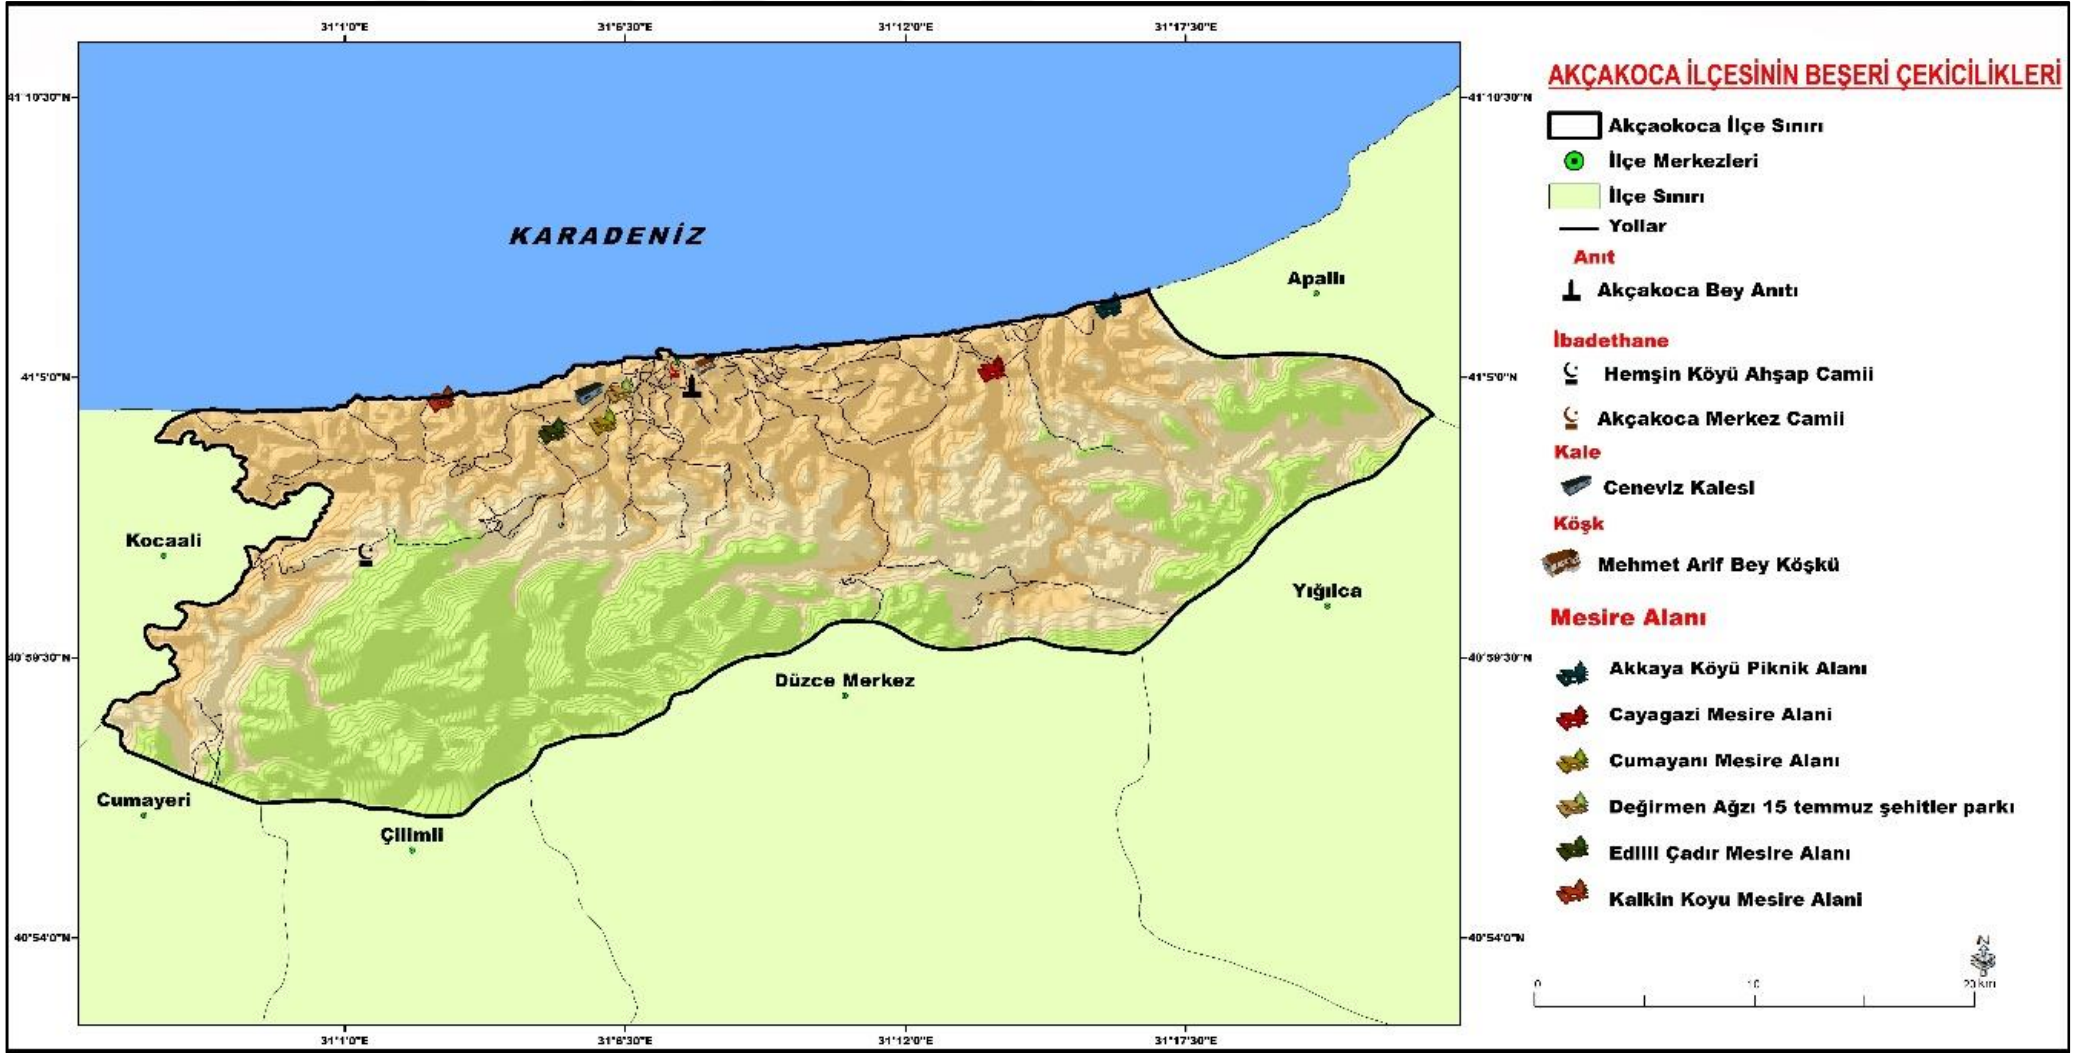 31°1'0"E 31°6'30"E 31°12'0"E 31°17'30"E
41°10'30"N 41°10'30"N
KARADENİZ
Apallı
41°5'0"N 41°5'0"N
Kocaali
Yığılca
40°59'30"N 40°59'30"N
Düzce Merkez
Cumayeri
Çilimli
40°54'0"N 40°54'0"N
31°1'0"E 31°6'30"E 31°12'0"E 31°17'30"E
AKÇAKOCA İLÇESİNİN BEŞERİ ÇEKİCİLİKLERİ
Akçaokoca İlçe Sınırı
İlçe Merkezleri
İlçe Sınırı
Yollar
Anıt
Akçakoca Bey Anıtı
İbadethane
Hemşin Köyü Ahşap Camii
Akçakoca Merkez Camii
Kale
Ceneviz Kalesi
Köşk
Mehmet Arif Bey Köşkü
Mesire Alanı
Akkaya Köyü Piknik Alanı
Cayagazi Mesire Alani
Cumayanı Mesire Alanı
Değirmen Ağzı 15 temmuz şehitler parkı
Edilli Çadır Mesire Alanı
Kalkin Koyu Mesire Alani
N
0 10 20 km